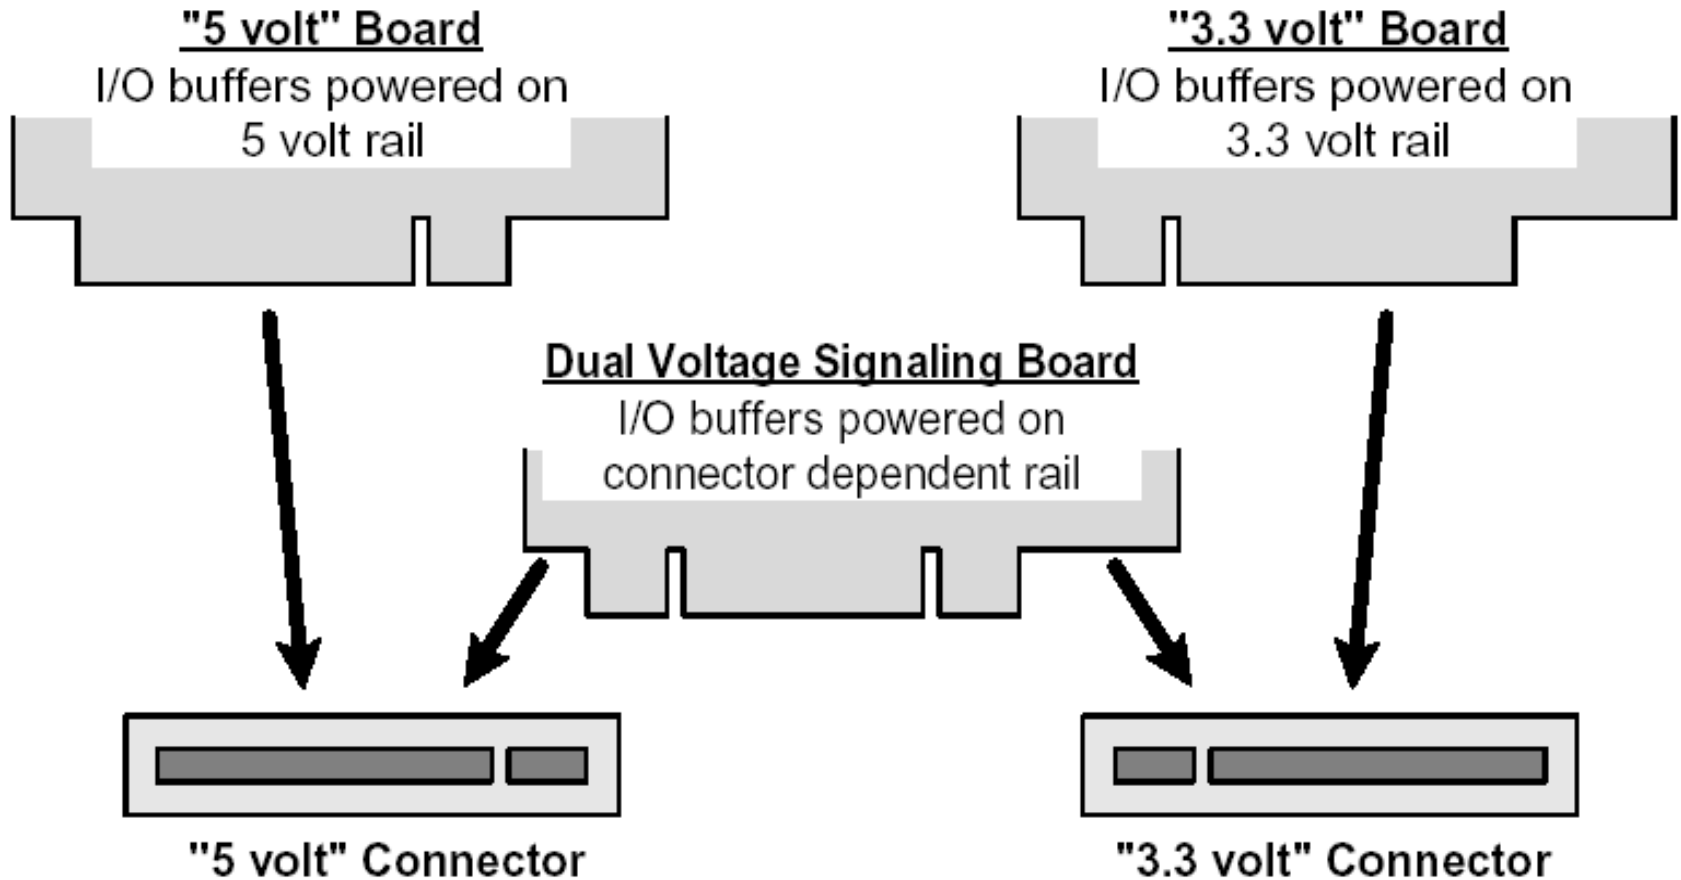 "5 volt" Board
I/O buffers powered on
5 volt rail
"3.3 volt" Board
I/O buffers powered on
3.3 volt rail
Dual Voltage Signaling Board
I/O buffers powered on
connector dependent rail
"5 volt" Connector
"3.3 volt" Connector